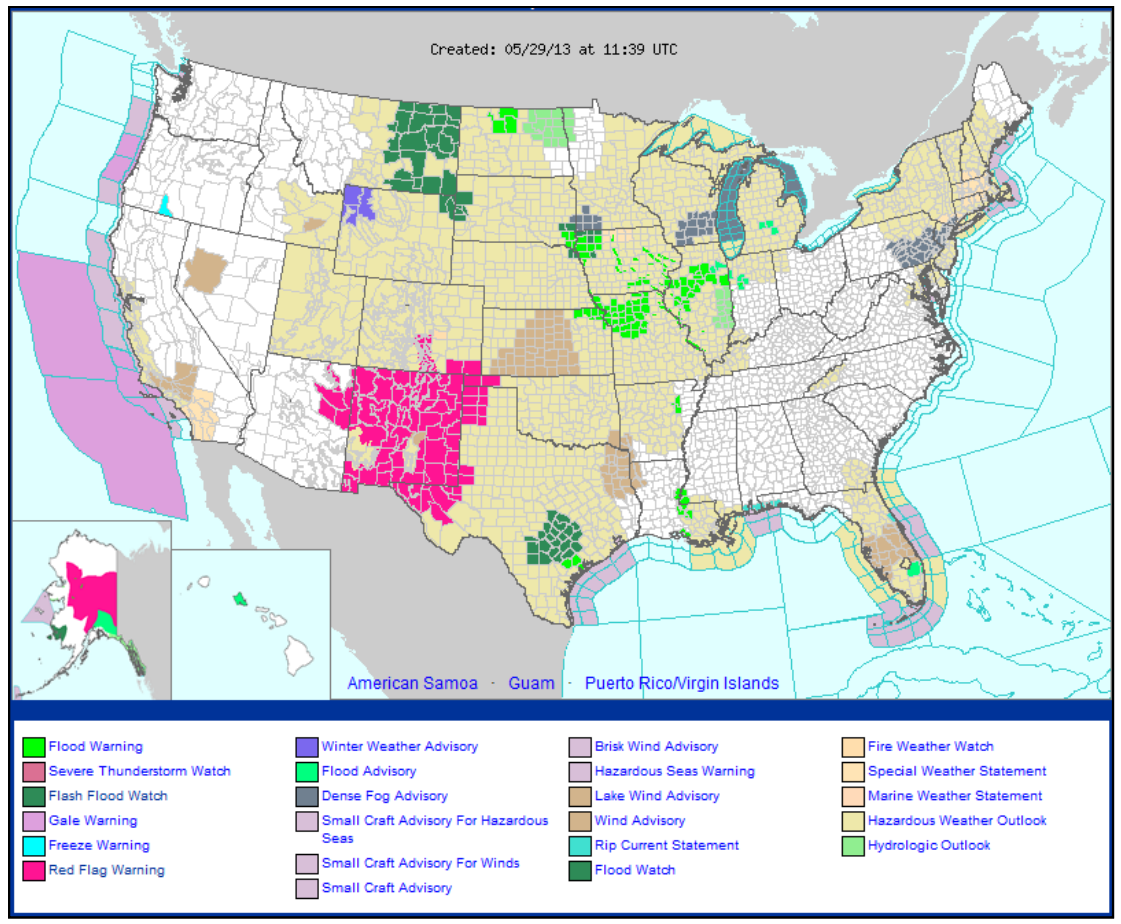 Created: 05/29/13 at 11:39 UTC
American Samoa · Guam · Puerto Rico/Virgin Islands
Flood Warning
Severe Thunderstorm Watch
Flash Flood Watch
Gale Warning
Freeze Warning
Red Flag Warning
Winter Weather Advisory
Flood Advisory
Dense Fog Advisory
Small Craft Advisory For Hazardous
Seas
Small Craft Advisory For Winds
Small Craft Advisory
Brisk Wind Advisory
Hazardous Seas Warning
Lake Wind Advisory
Wind Advisory
Rip Current Statement
Flood Watch
Fire Weather Watch
Special Weather Statement
Marine Weather Statement
Hazardous Weather Outlook
Hydrologic Outlook